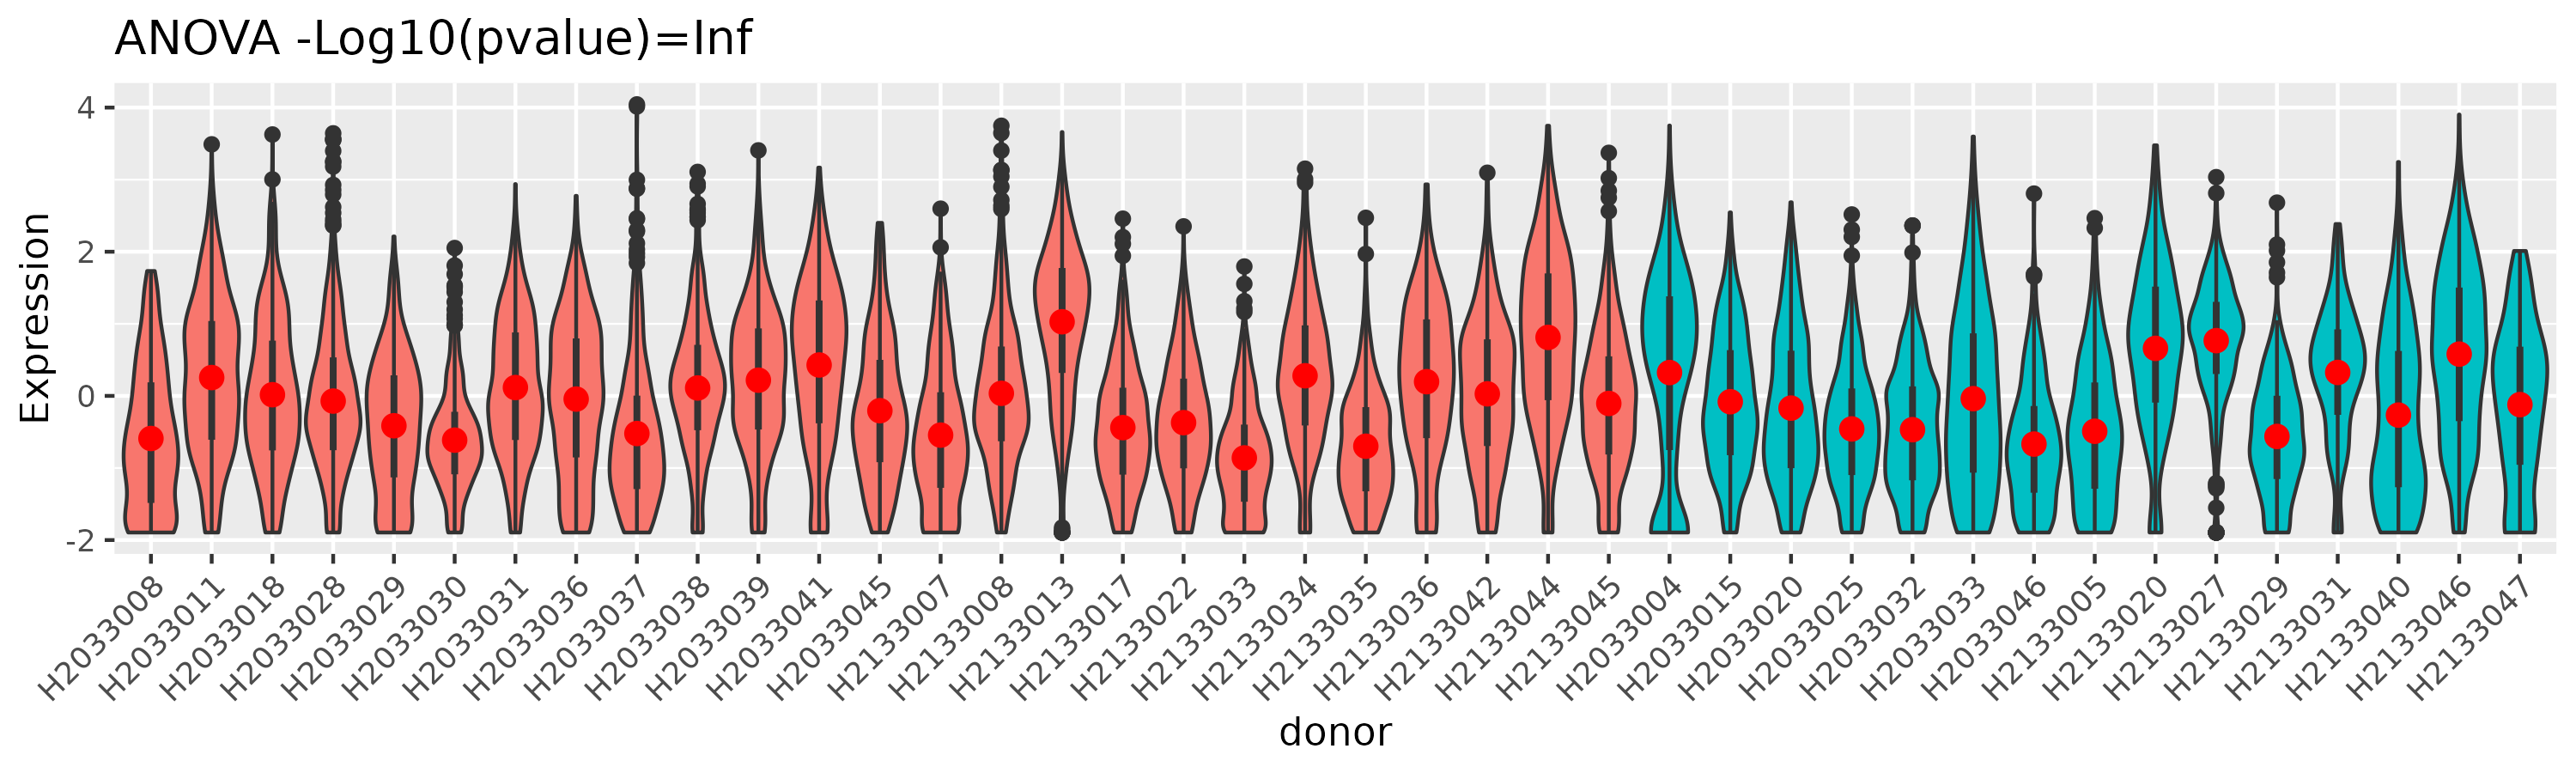 ANOVA -Log10(pvalue)=Inf
Expression
4
2
0
-2
H2033008
H2033011
H2033018
H2033028
H2033029
H2033030
H2033031
H2033036
H2033037
H2033038
H2033039
H2033041
H2033045
H2133007
H2133008
H2133013
H2133017
H2133022
H2133033
H2133034
H2133035
H2133036
H2133042
H2133044
H2133045
H2033004
H2033015
H2033020
H2033025
H2033032
H2033033
H2033046
H2133005
H2133020
H2133027
H2133029
H2133031
H2133040
H2133046
H2133047
donor